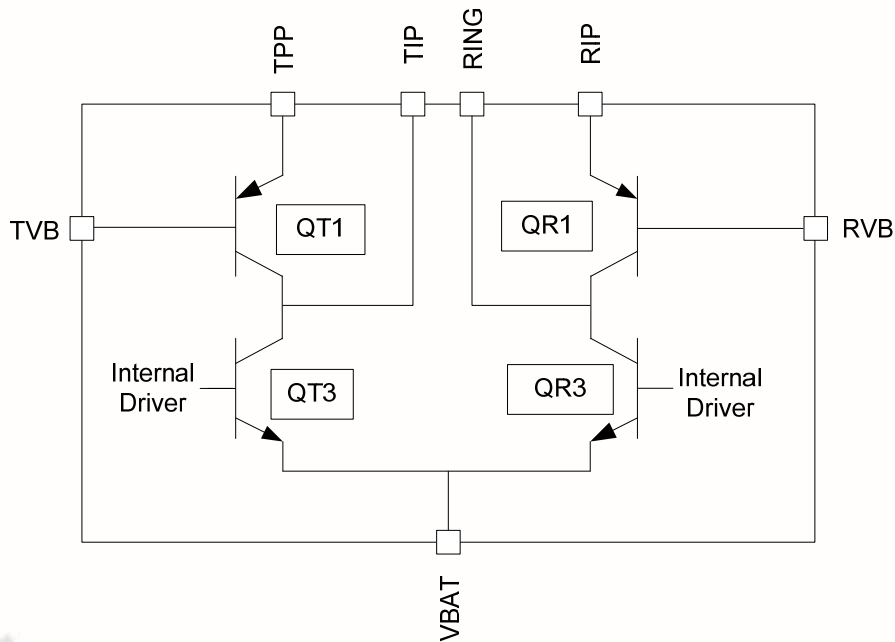 TPP
TIP
RING
RIP
TVB
QT1
QR1
RVB
Internal
Driver
QT3
QR3
Internal
Driver
VBAT